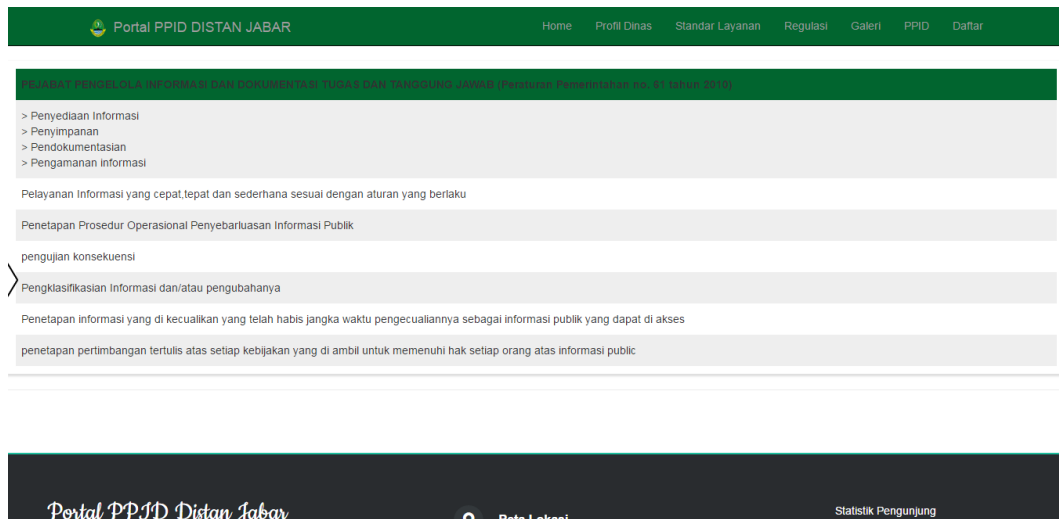 Portal PPID DISTAN JABAR Home Profil Dinas Standar Layanan Regulasi Galeri PPID Daftar
PEJABAT PENGELOLA INFORMASI DAN DOKUMENTASI TUGAS DAN TANGGUNG JAWAB (Peraturan Pemerintahan no. 61 tahun 2010)
> Penyediaan Informasi
> Penyimpanan
> Pendokumentasian
> Pengamanan informasi
Pelayanan Informasi yang cepat,tepat dan sederhana sesuai dengan aturan yang berlaku
Penetapan Prosedur Operasional Penyebarluasan Informasi Publik
pengujian konsekuensi
Pengklasifikasian Informasi dan/atau pengubahanya
Penetapan informasi yang di kecualikan yang telah habis jangka waktu pengecualiannya sebagai informasi publik yang dapat di akses
penetapan pertimbangan tertulis atas setiap kebijakan yang di ambil untuk memenuhi hak setiap orang atas informasi public
Portal PPID Distan Jabar
Peta Lokasi
Statistik Pengunjung